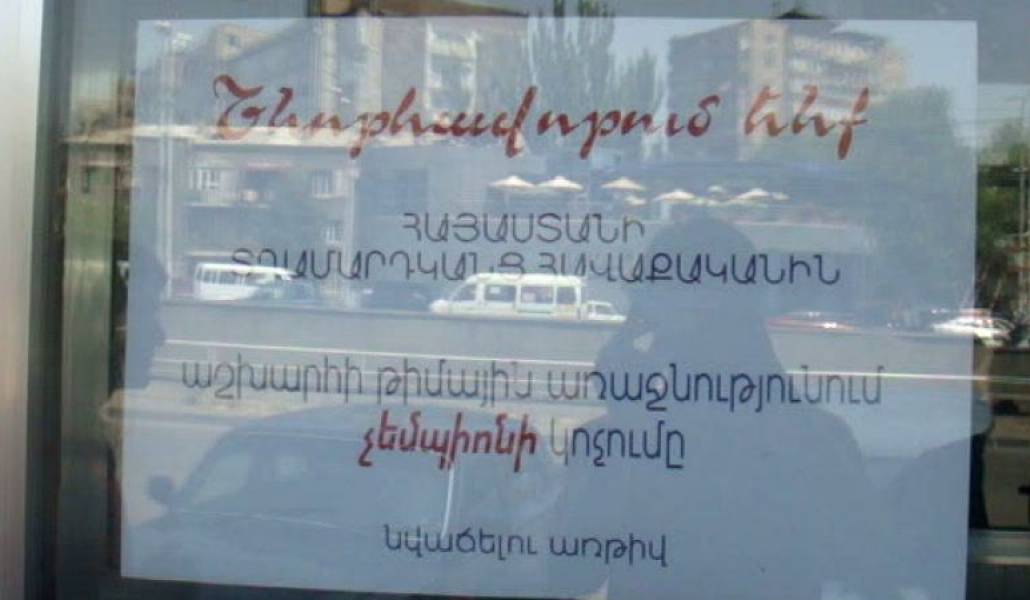 Շնորհավորում ենք
ՀԱՅԱՍՏԱՆԻ
ՏՂԱՄԱՐԴԿԱՆՑ ՀԱՎԱՔԱԿԱՆԻՆ
աշխարհի թիմային առաջնությունում
չեմպիոնի կոչումը
նվաճելու առթիվ